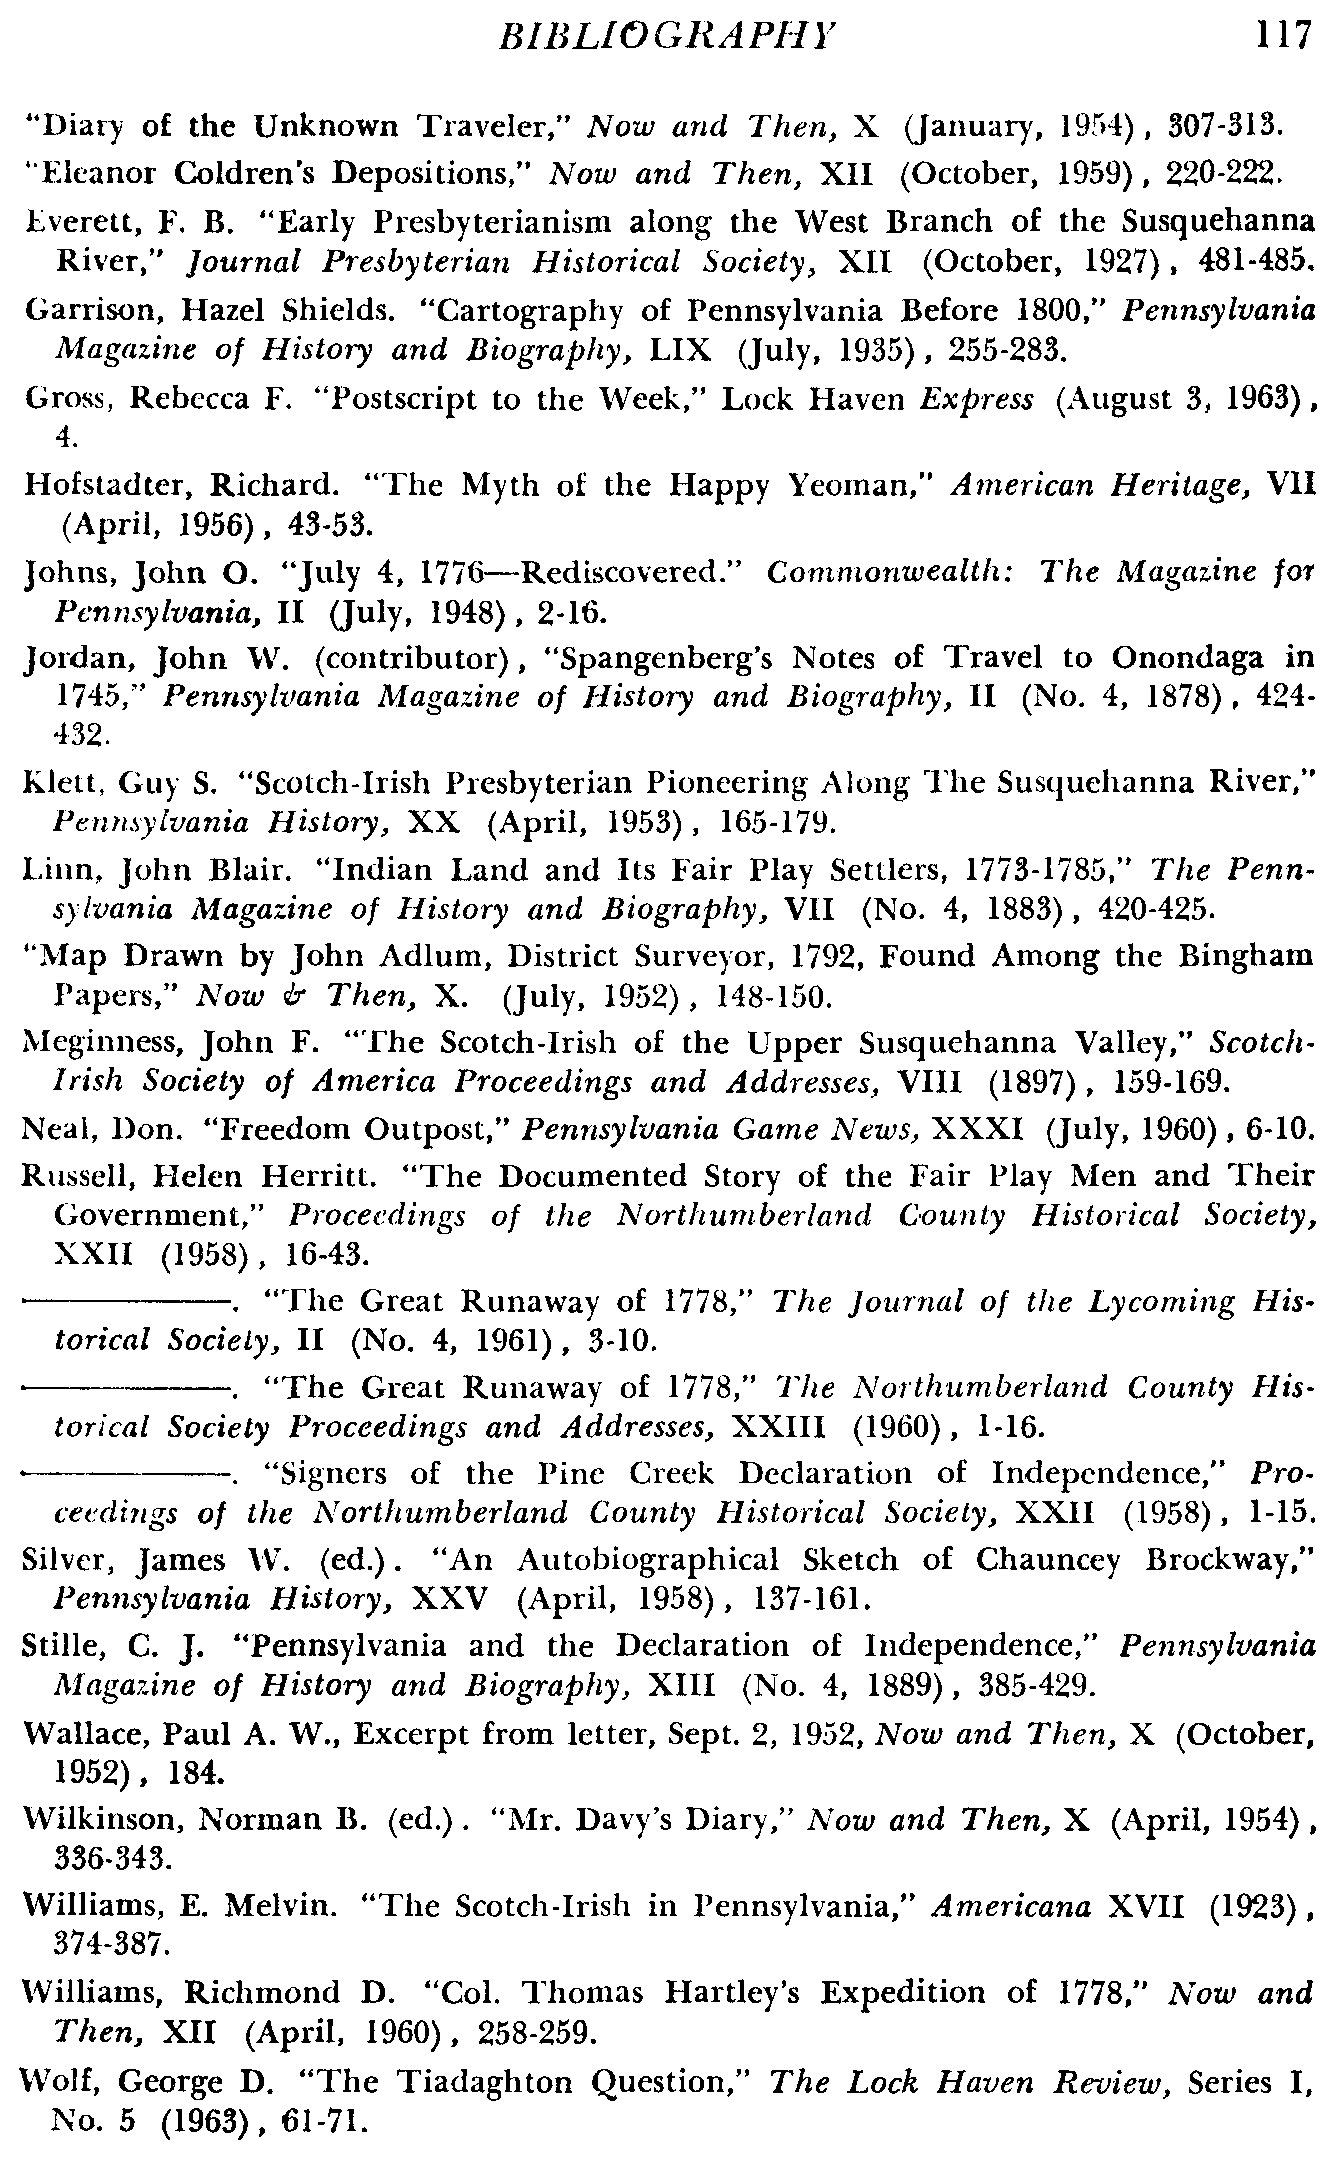 BIBLIOGRAPHY 117
"Diary of the Unknown Traveler," Now and Then, X (January, 1954), 307-313.
"Eleanor Coldren's Depositions," Now and Then, XII (October, 1959), 220-222.
Everett, F. B. "Early Presbyterianism along the West Branch of the Susquehanna
River," Journal Presbyterian Historical Society, XII (October, 1927), 481-485.
Garrison, Hazel Shields. "Cartography of Pennsylvania Before 1800," Pennsylvania
Magazine of History and Biography, LIX (July, 1935), 255-283.
Gross, Rebecca F. "Postscript to the Week," Lock Haven Express (August 3, 1963),
4.
Hofstadter, Richard. "The Myth of the Happy Yeoman," American Heritage, VII
(April, 1956), 43-53.
Johns, John O. "July 4, 1776—Rediscovered." Commonwealth: The Magazine for
Pennsylvania, II (July, 1948), 2-16.
Jordan, John W. (contributor), "Spangenberg's Notes of Travel to Onondaga in
1745," Pennsylvania Magazine of History and Biography, II (No. 4, 1878), 424-
432.
Klett, Guy S. "Scotch-Irish Presbyterian Pioneering Along The Susquehanna River,"
Pennsylvania History, XX (April, 1953), 165-179.
Linn, John Blair. "Indian Land and Its Fair Play Settlers, 1773-1785," The Penn-
sylvania Magazine of History and Biography, VII (No. 4, 1883), 420-425.
"Map Drawn by John Adlum, District Surveyor, 1792, Found Among the Bingham
Papers," Now & Then, X. (July, 1952), 148-150.
Meginness, John F. "The Scotch-Irish of the Upper Susquehanna Valley," Scotch-
Irish Society of America Proceedings and Addresses, VIII (1897), 159-169.
Neal, Don. "Freedom Outpost," Pennsylvania Game News, XXXI (July, 1960), 6-10.
Russell, Helen Herritt. "The Documented Story of the Fair Play Men and Their
Government," Proceedings of the Northumberland County Historical Society,
XXII (1958), 16-43.
————. "The Great Runaway of 1778," The Journal of the Lycoming His-
torical Society, II (No. 4, 1961), 3-10.
————. "The Great Runaway of 1778," The Northumberland County His-
torical Society Proceedings and Addresses, XXIII (1960), 1-16.
————. "Signers of the Pine Creek Declaration of Independence," Pro-
ceedings of the Northumberland County Historical Society, XXII (1958), 1-15.
Silver, James W. (ed.). "An Autobiographical Sketch of Chauncey Brockway,"
Pennsylvania History, XXV (April, 1958), 137-161.
Stille, C. J. "Pennsylvania and the Declaration of Independence," Pennsylvania
Magazine of History and Biography, XIII (No. 4, 1889), 385-429.
Wallace, Paul A. W., Excerpt from letter, Sept. 2, 1952, Now and Then, X (October,
1952), 184.
Wilkinson, Norman B. (ed.). "Mr. Davy's Diary," Now and Then, X (April, 1954),
336-343.
Williams, E. Melvin. "The Scotch-Irish in Pennsylvania," Americana XVII (1923),
374-387.
Williams, Richmond D. "Col. Thomas Hartley's Expedition of 1778," Now and
Then, XII (April, 1960), 258-259.
Wolf, George D. "The Tiadaghton Question," The Lock Haven Review, Series I,
No. 5 (1963), 61-71.